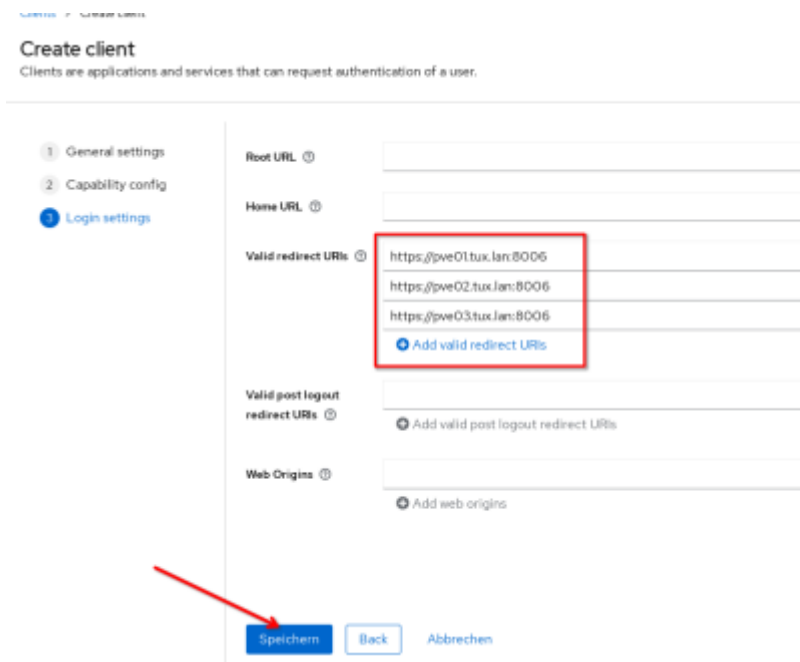 Clients > Create client
Create client
Clients are applications and services that can request authentication of a user.
1 General settings
2 Capability config
3 Login settings
Root URL
Home URL
Valid redirect URIs
https://pve01.tux.lan:8006
https://pve02.tux.lan:8006
https://pve03.tux.lan:8006
Add valid redirect URIs
Valid post logout
redirect URIs
Add valid post logout redirect URIs
Web Origins
Add web origins
Speichern Back Abbrechen